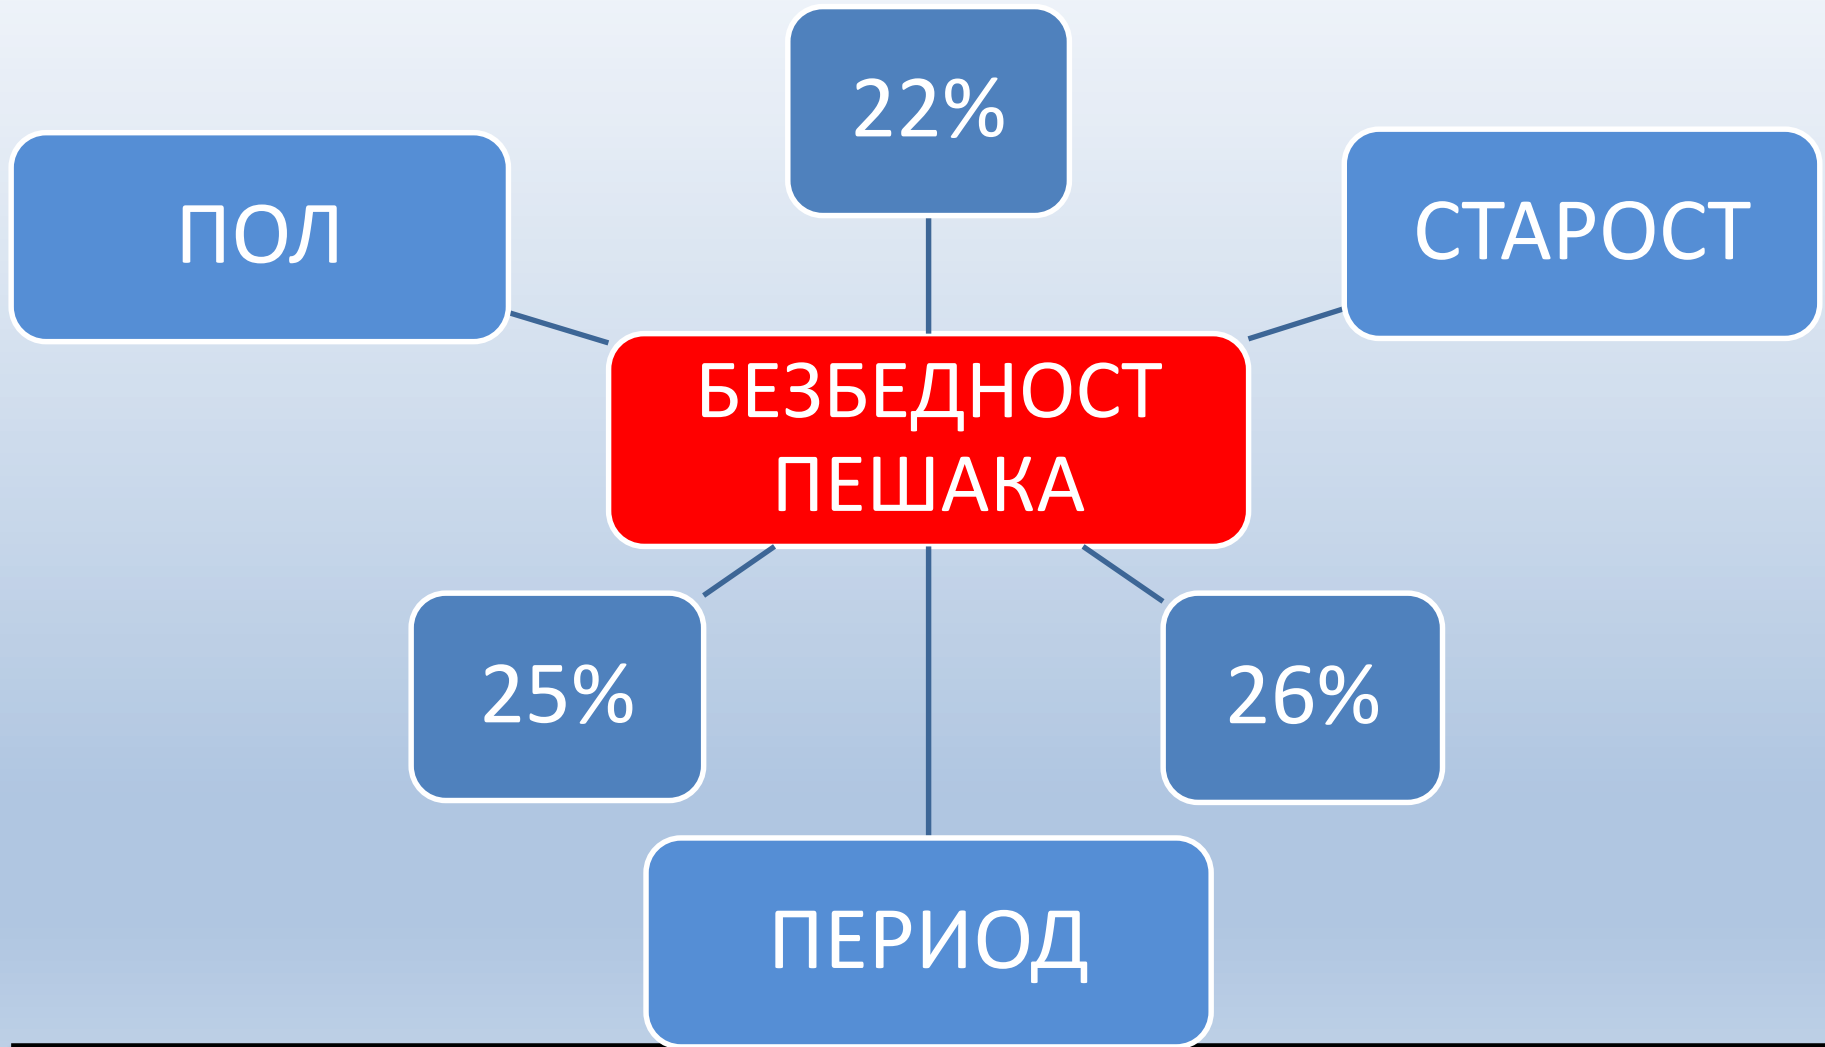 22%
ПОЛ
СТАРОСТ
БЕЗБЕДНОСТ
ПЕШАКА
25%
26%
ПЕРИОД